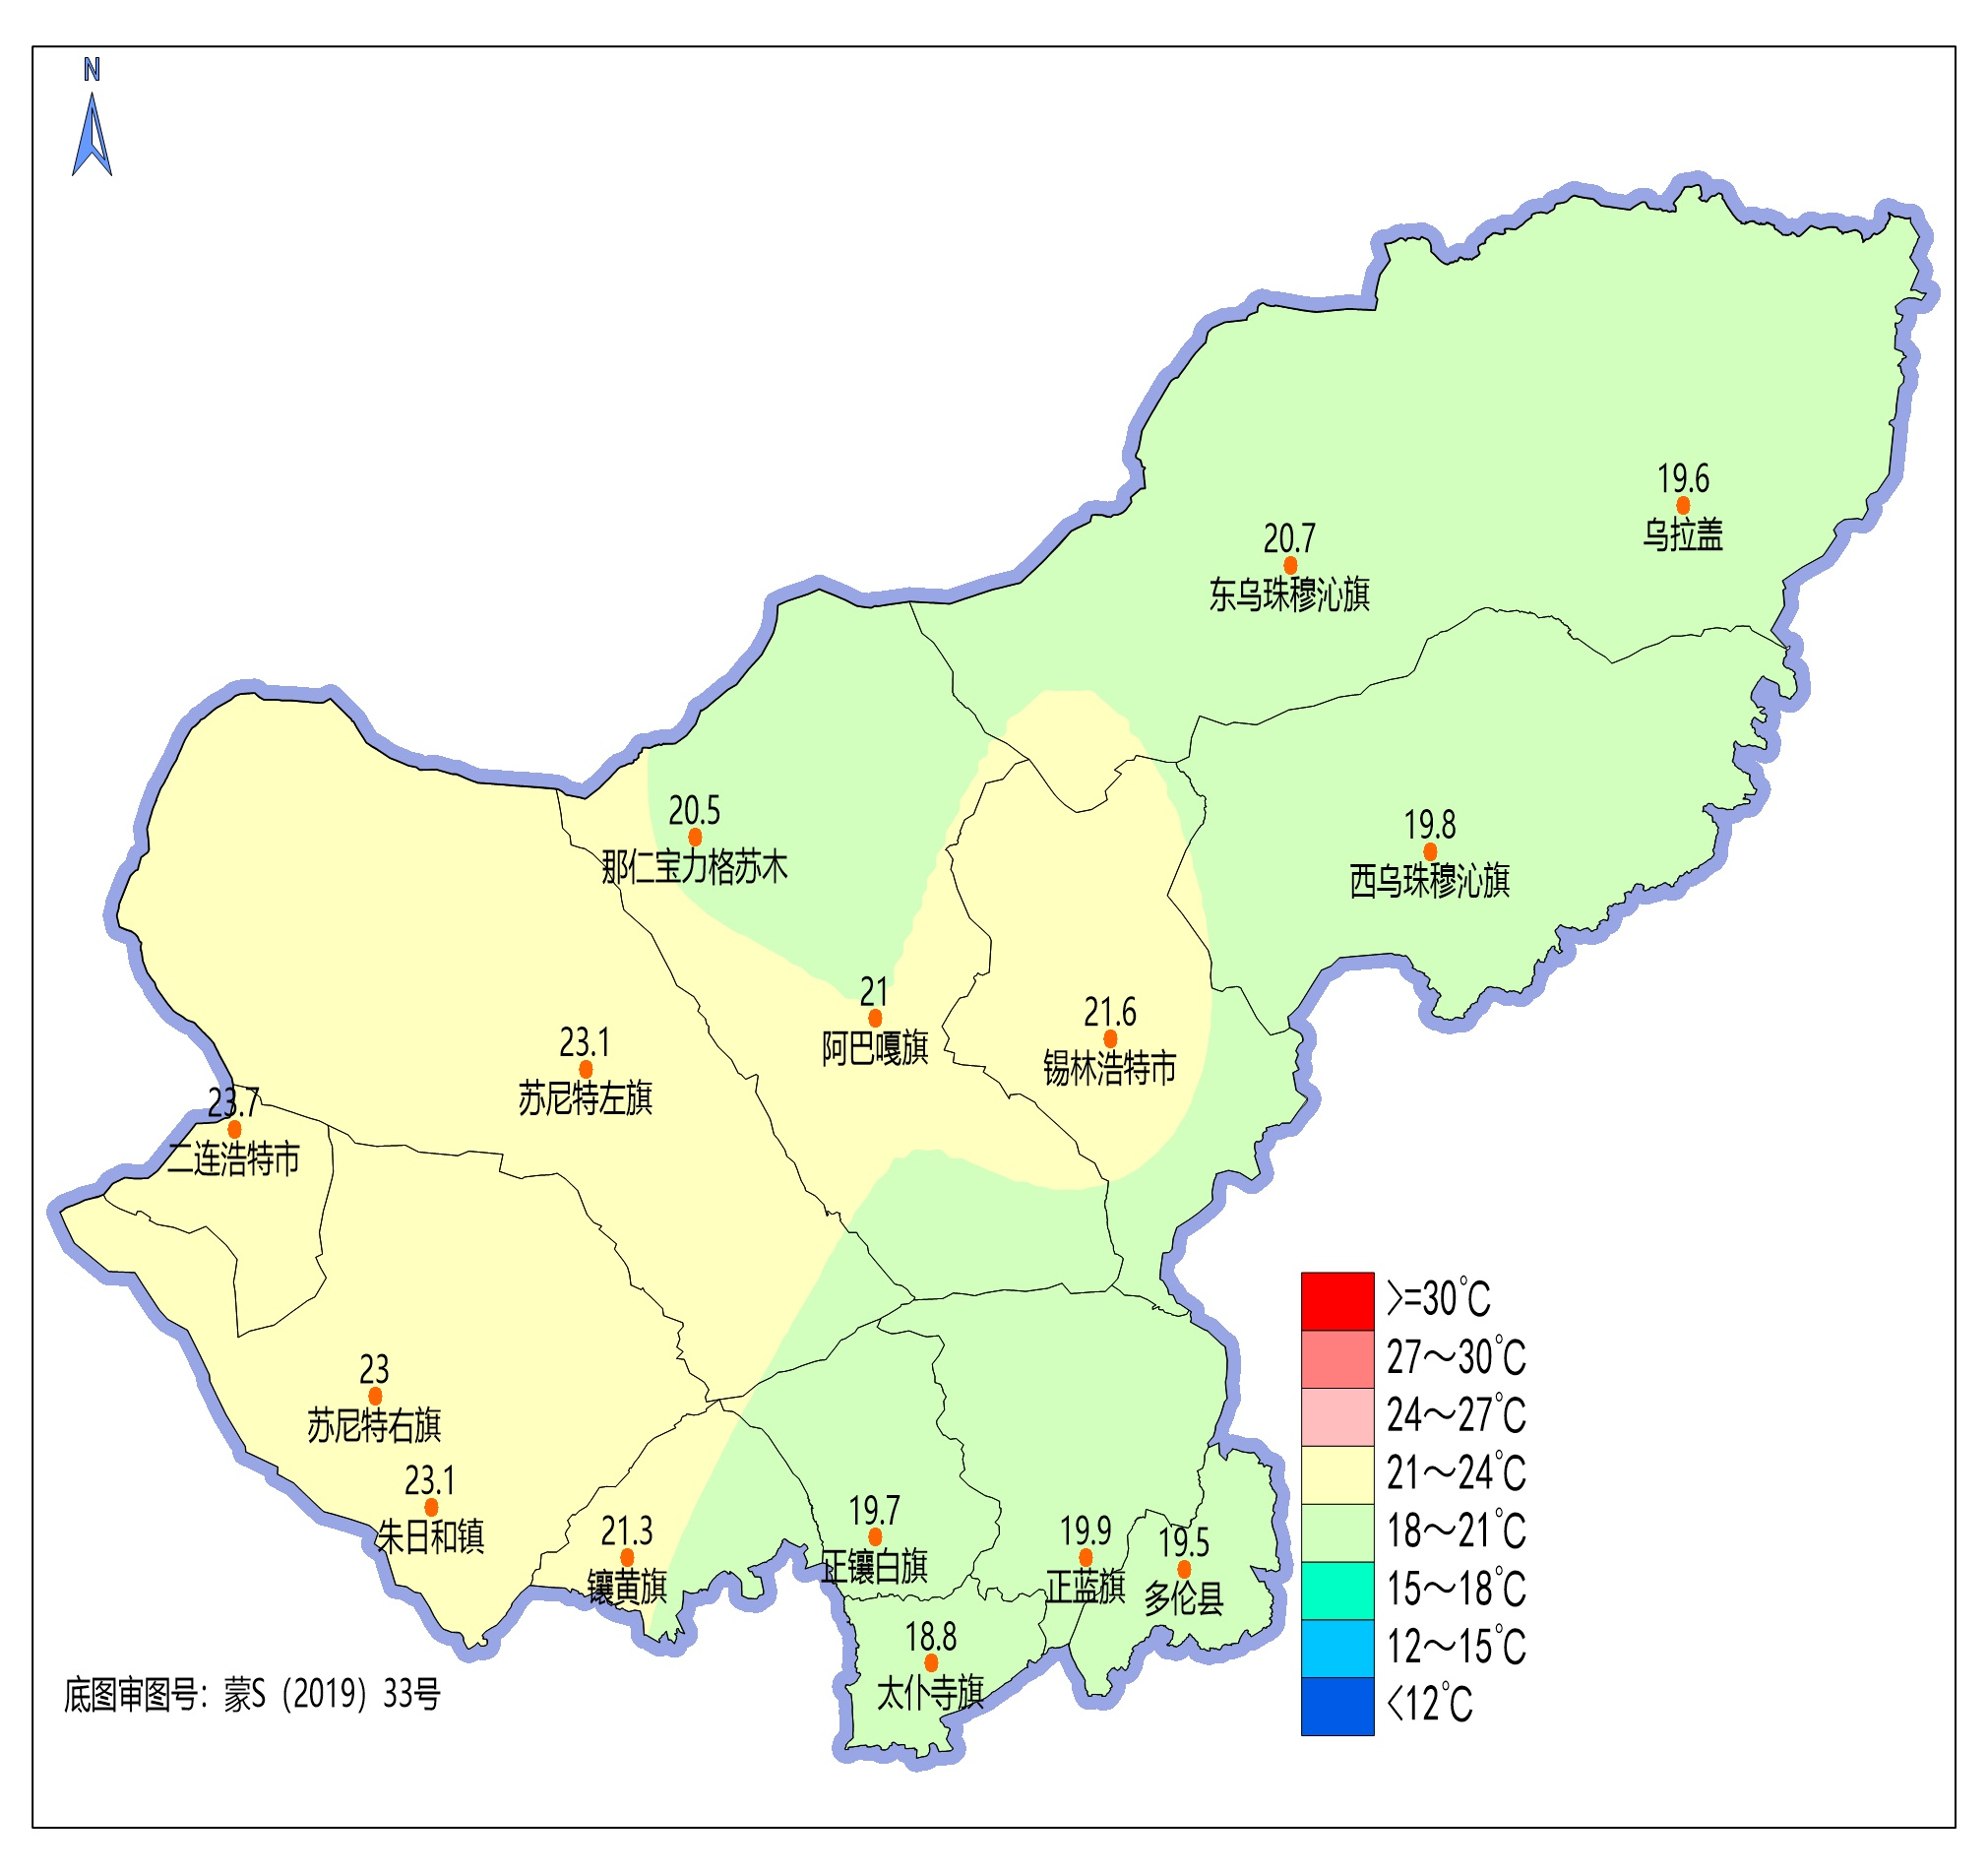 N
19.6
乌拉盖
20.7
东乌珠穆沁旗
20.5
那仁宝力格苏木
19.8
西乌珠穆沁旗
21
阿巴嘎旗
21.6
锡林浩特市
23.1
苏尼特左旗
23.7
二连浩特市
23
苏尼特右旗
23.1
朱日和镇
21.3
镶黄旗
19.7
正镶白旗
19.9
正蓝旗
19.5
多伦县
18.8
太仆寺旗
>=30℃
27～30℃
24～27℃
21～24℃
18～21℃
15～18℃
12～15℃
<12℃
底图审图号：蒙S（2019）33号